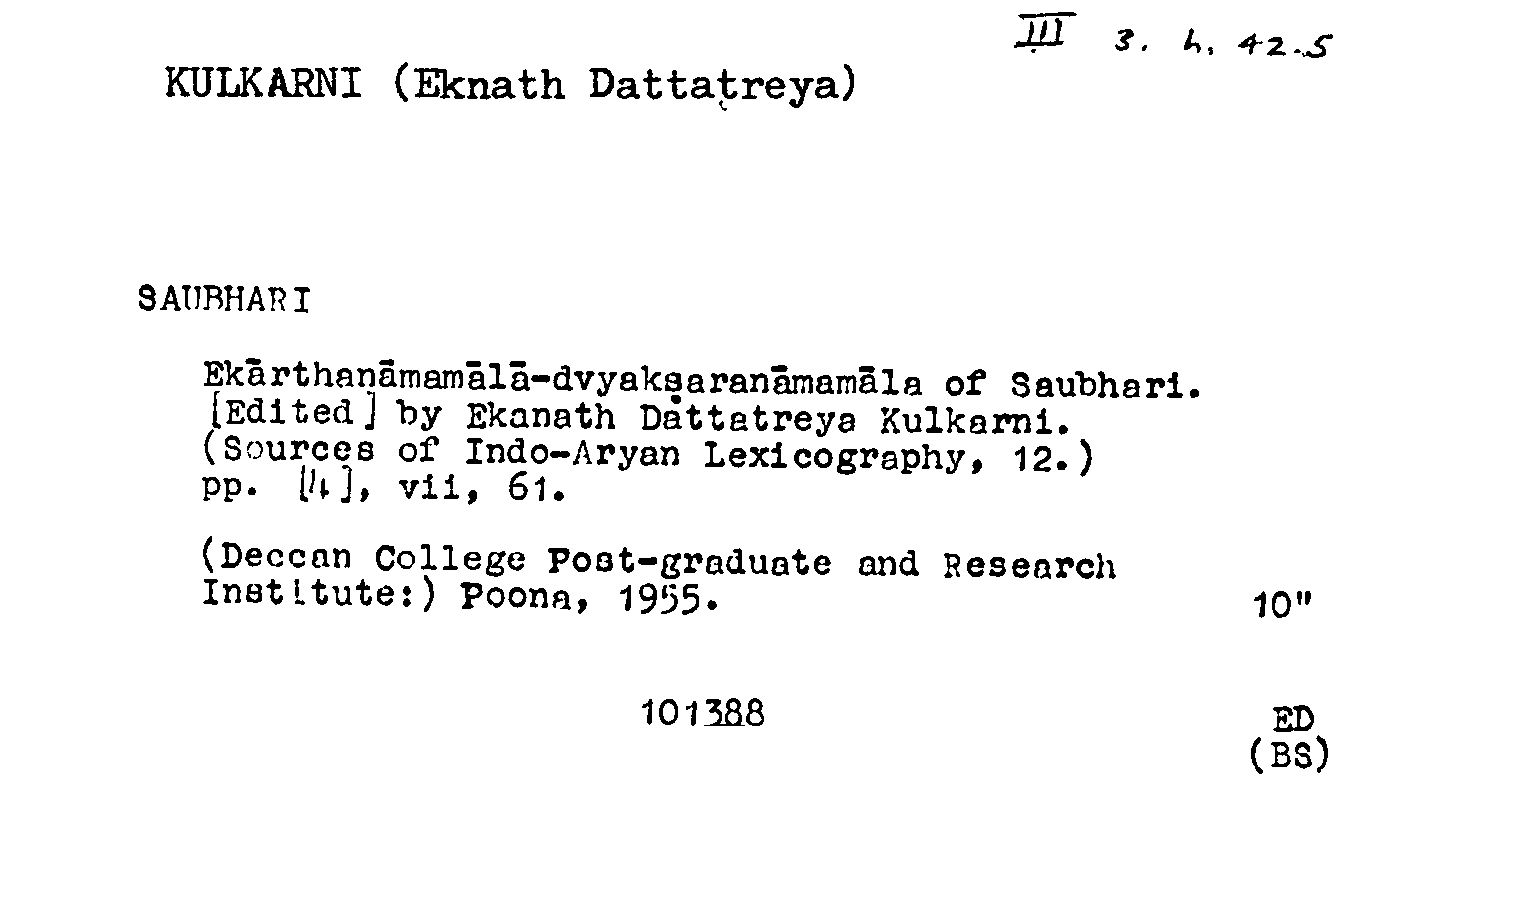 III 3. h. 42.5
KULKARNI (Eknath Dattatreya)
SAUBHARI
Ekārthanāmamālā-dvyakṣaranāmamāla of Saubhari.
[Edited] by Ekanath Dattatreya Kulkarni.
(Sources of Indo-Aryan Lexicography, 12.)
pp. [4], vii, 61.
(Deccan College Post-graduate and Research
Institute:) Poona, 1955. 10"
101388 ED
(BS)